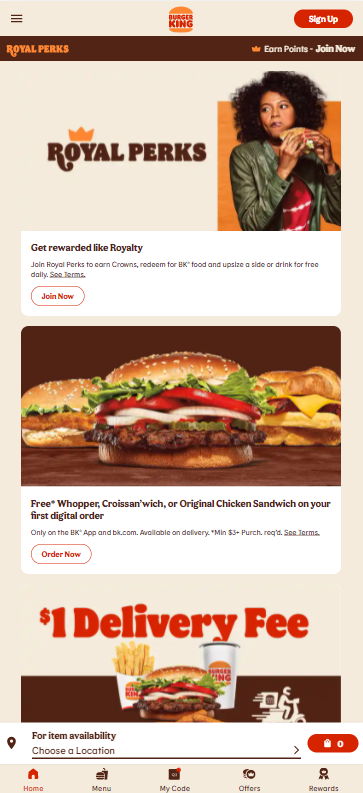 BURGER
KING
Sign Up
ROYAL PERKS
Earn Points - Join Now
ROYAL PERKS
Get rewarded like Royalty
Join Royal Perks to earn Crowns, redeem for BK® food and upsize a side or drink for free
daily. See Terms.
Join Now
Free* Whopper, Croissan'wich, or Original Chicken Sandwich on your
first digital order
Only on the BK® App and bk.com. Available on delivery. *Min $3+ Purch. req'd. See Terms.
Order Now
$1 Delivery Fee
BURGER
KING
BURGER
KING
For item availability
Choose a Location
0
Home
Menu
My Code
Offers
Rewards